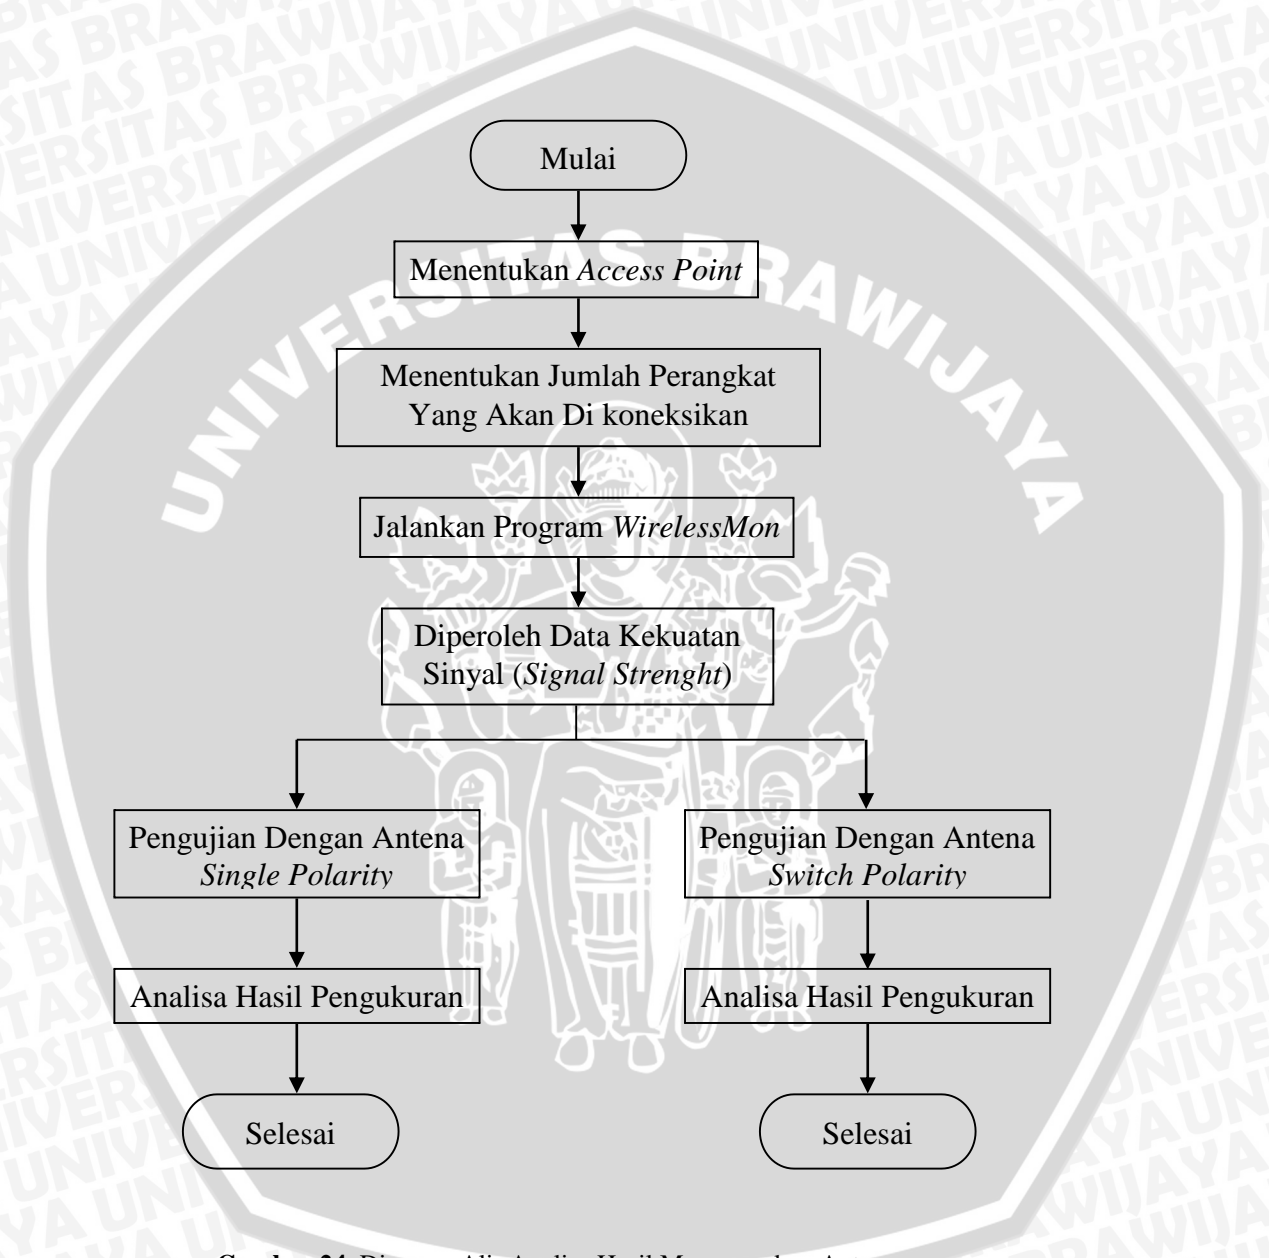 Mulai
Menentukan Access Point
Menentukan Jumlah Perangkat
Yang Akan Di koneksikan
Jalankan Program WirelessMon
Diperoleh Data Kekuatan
Sinyal (Signal Strenght)
Pengujian Dengan Antena
Single Polarity
Pengujian Dengan Antena
Switch Polarity
Analisa Hasil Pengukuran
Analisa Hasil Pengukuran
Selesai
Selesai
UNIVERSITAS BRAWIJAYA